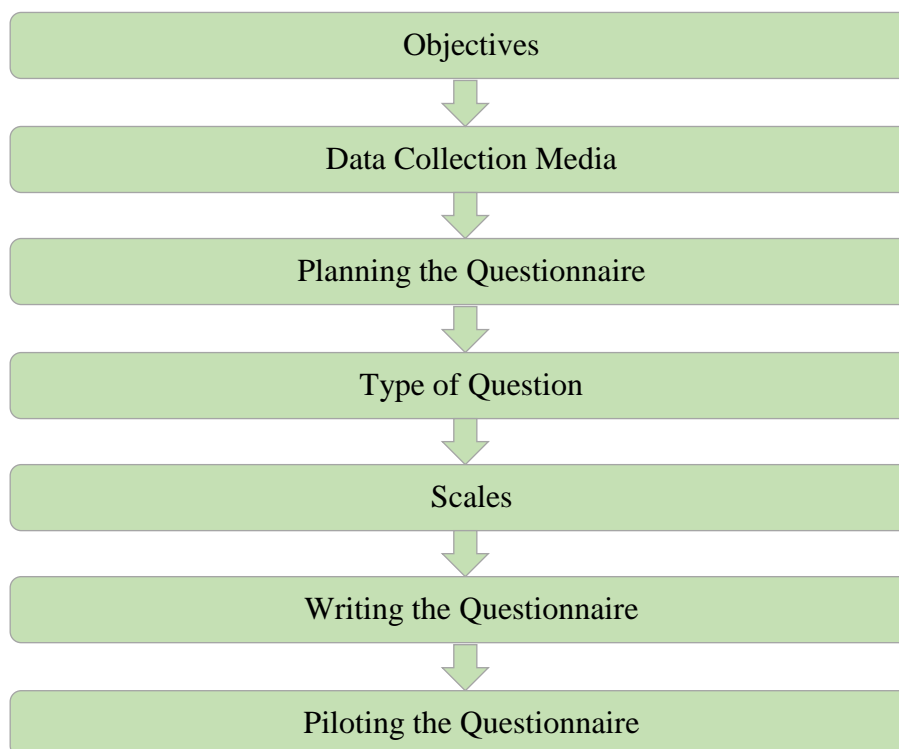 Objectives
Data Collection Media
Planning the Questionnaire
Type of Question
Scales
Writing the Questionnaire
Piloting the Questionnaire